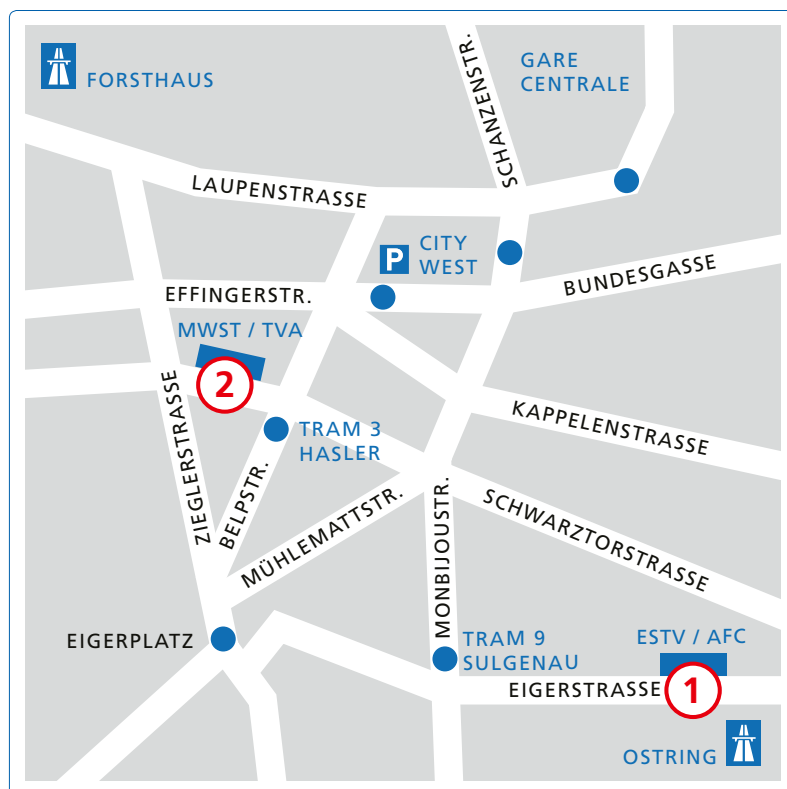 FORSTHAUS
GARE
CENTRALE
SCHANZENSTR.
LAUPENSTRASSE
P
CITY
WEST
BUNDESGASSE
EFFINGERSTR.
MWST / TVA
2
ZIEGLERSTRASSE
BELPSTR.
TRAM 3
HASLER
KAPPELENSTRASSE
MÜHLEMATTSTR.
MONBIJOUSTR.
SCHWARZTORSTRASSE
EIGERPLATZ
TRAM 9
SULGENAU
ESTV / AFC
EIGERSTRASSE
1
OSTRING